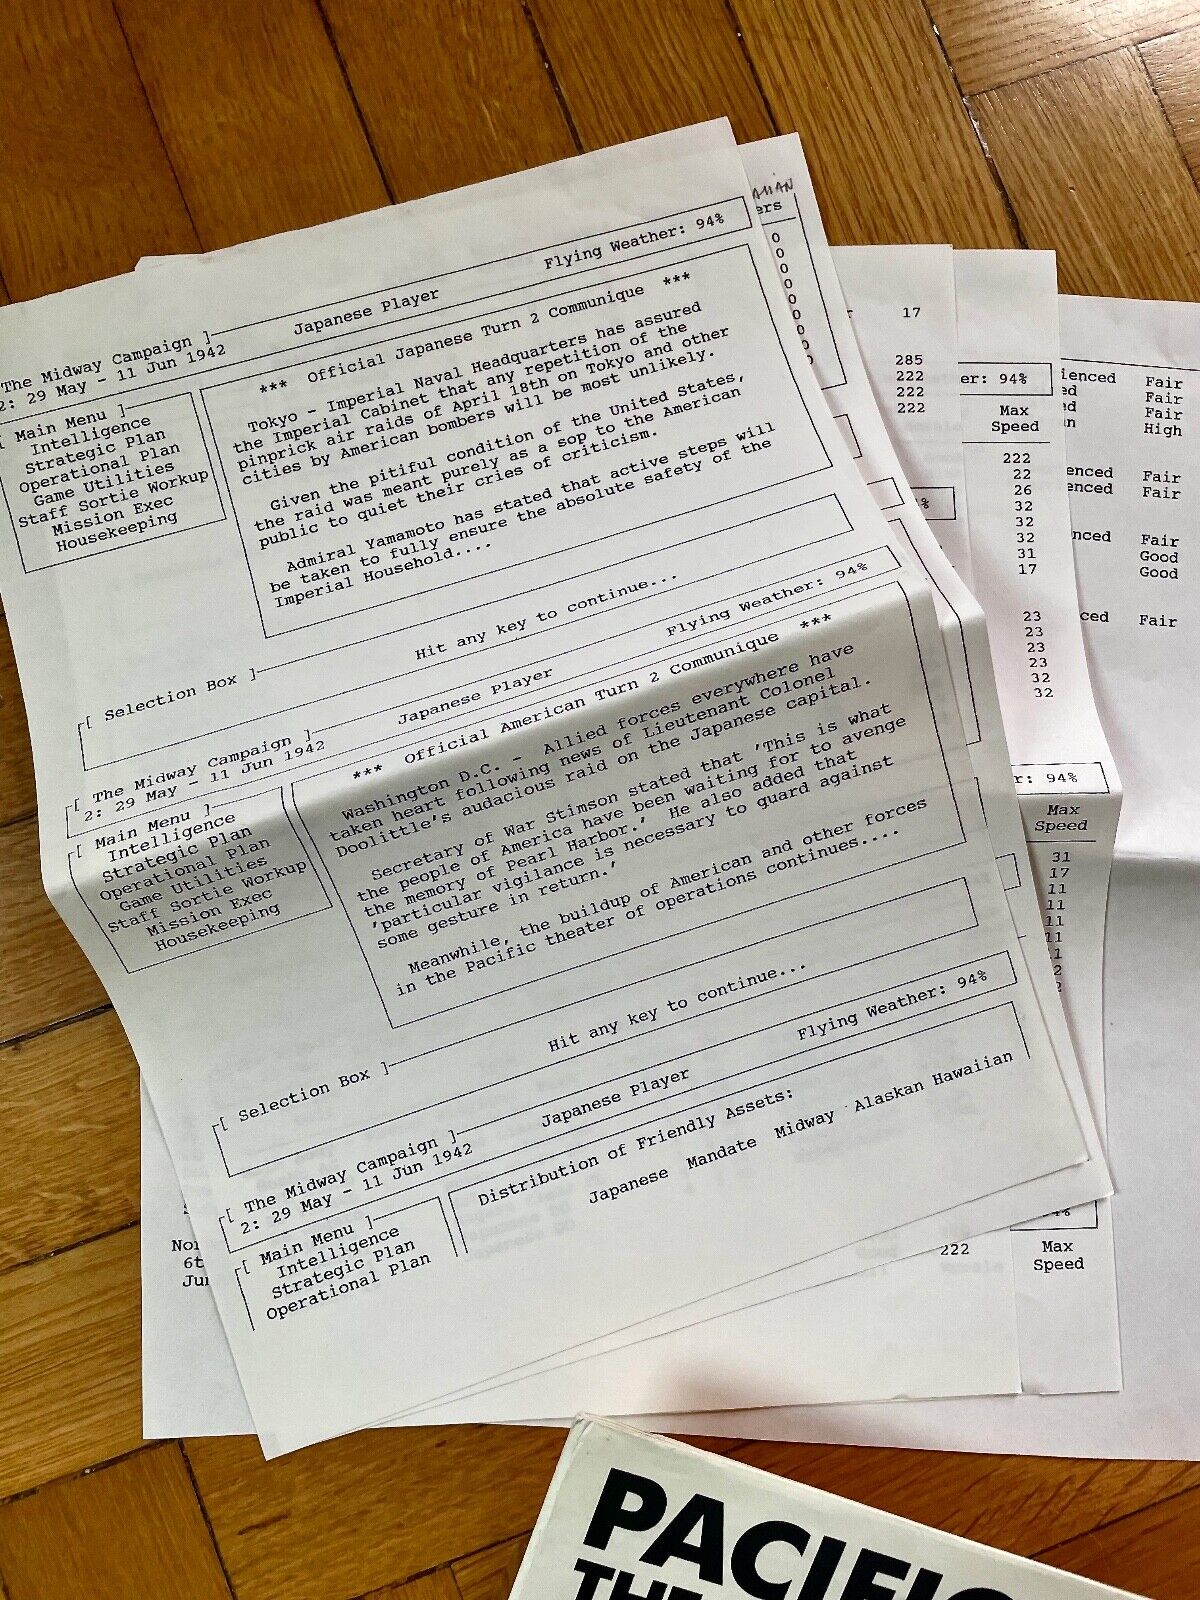 The Midway Campaign ] Japanese Player Flying Weather: 94%
2: 29 May - 11 Jun 1942
[ Main Menu ]
Intelligence
Strategic Plan
Operational Plan
Game Utilities
Staff Sortie Workup
Mission Exec
Housekeeping
*** Official Japanese Turn 2 Communique ***
Tokyo - Imperial Naval Headquarters has assured
the Imperial Cabinet that any repetition of the
pinprick air raids of April 18th on Tokyo and other
cities by American bombers will be most unlikely.
Given the pitiful condition of the United States,
the raid was meant purely as a sop to the American
public to quiet their cries of criticism.
Admiral Yamamoto has stated that active steps will
be taken to fully ensure the absolute safety of the
Imperial Household....
Hit any key to continue...
[ Selection Box ]
[ The Midway Campaign ] Japanese Player Flying Weather: 94%
2: 29 May - 11 Jun 1942
[ Main Menu ]
Intelligence
Strategic Plan
Operational Plan
Game Utilities
Staff Sortie Workup
Mission Exec
Housekeeping
*** Official American Turn 2 Communique ***
Washington D.C. - Allied forces everywhere have
taken heart following news of Lieutenant Colonel
Doolittle's audacious raid on the Japanese capital.
Secretary of War Stimson stated that 'This is what
the people of America have been waiting for to avenge
the memory of Pearl Harbor.' He also added that
'particular vigilance is necessary to guard against
some gesture in return.'
Meanwhile, the buildup of American and other forces
in the Pacific theater of operations continues....
Hit any key to continue...
[ Selection Box ]
[ The Midway Campaign ] Japanese Player Flying Weather: 94%
2: 29 May - 11 Jun 1942
[ Main Menu ]
Intelligence
Strategic Plan
Operational Plan
Distribution of Friendly Assets:
Japanese Mandate Midway Alaskan Hawaiian
ers
0
0
0
0
0
0
0
17
285
222
222
222
%
er: 94%
Max
Speed
222
22
26
32
32
32
31
17
23
23
23
23
32
32
r: 94%
Max
Speed
31
17
11
11
11
11
11
2
2
4%
222 Max
Speed
ienced Fair
ed Fair
ed Fair
an High
enced Fair
enced Fair
nced Fair
Good
Good
ced Fair
Nor
6t
Jun
PACIFIC
THE